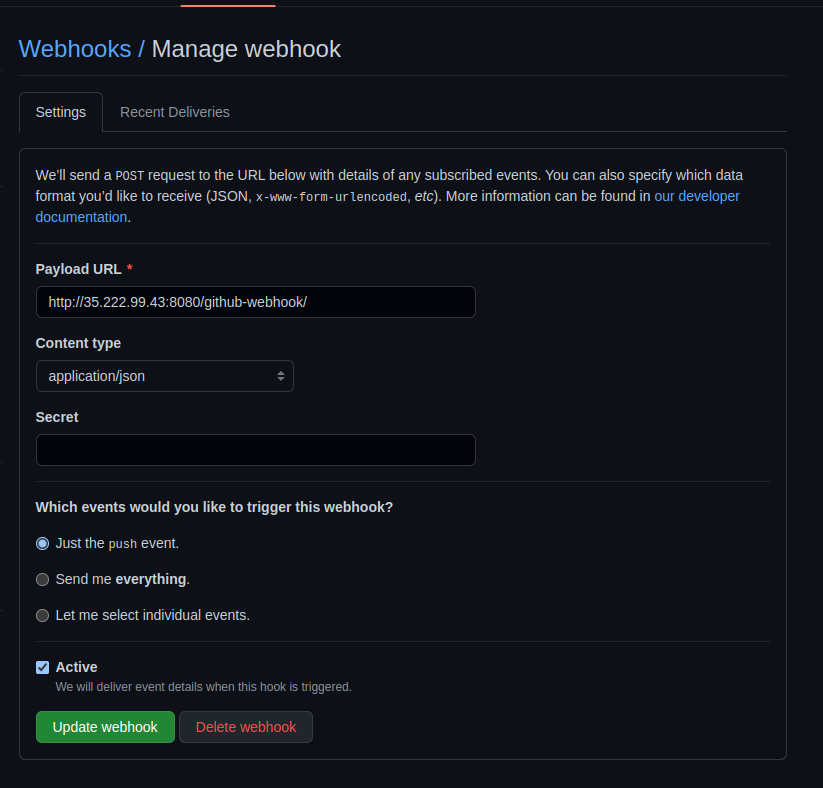 Webhooks / Manage webhook
Settings Recent Deliveries
We’ll send a POST request to the URL below with details of any subscribed events. You can also specify which data
format you’d like to receive (JSON, x-www-form-urlencoded, etc). More information can be found in our developer
documentation.
Payload URL *
http://35.222.99.43:8080/github-webhook/
Content type
application/json
Secret
Which events would you like to trigger this webhook?
Just the push event.
Send me everything.
Let me select individual events.
Active
We will deliver event details when this hook is triggered.
Update webhook Delete webhook